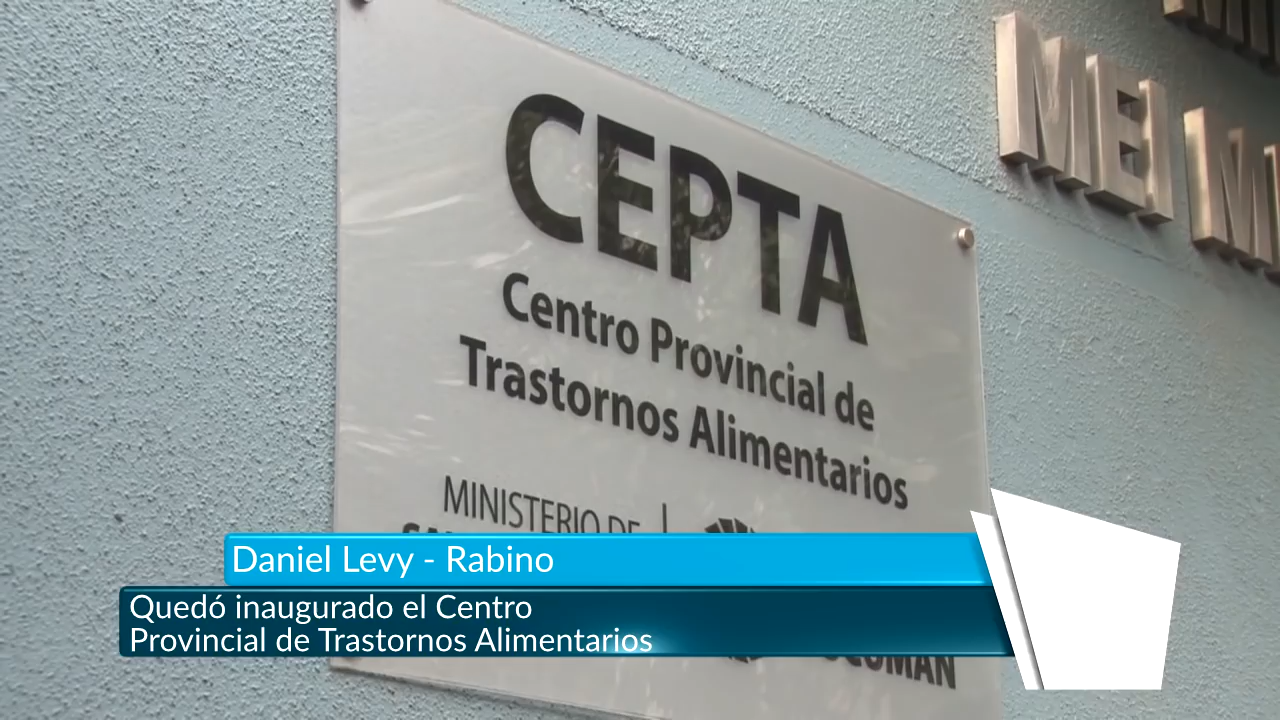 CEPTA
Centro Provincial de
Trastornos Alimentarios
MINISTERIO DE
Daniel Levy - Rabino
Quedó inaugurado el Centro
Provincial de Trastornos Alimentarios